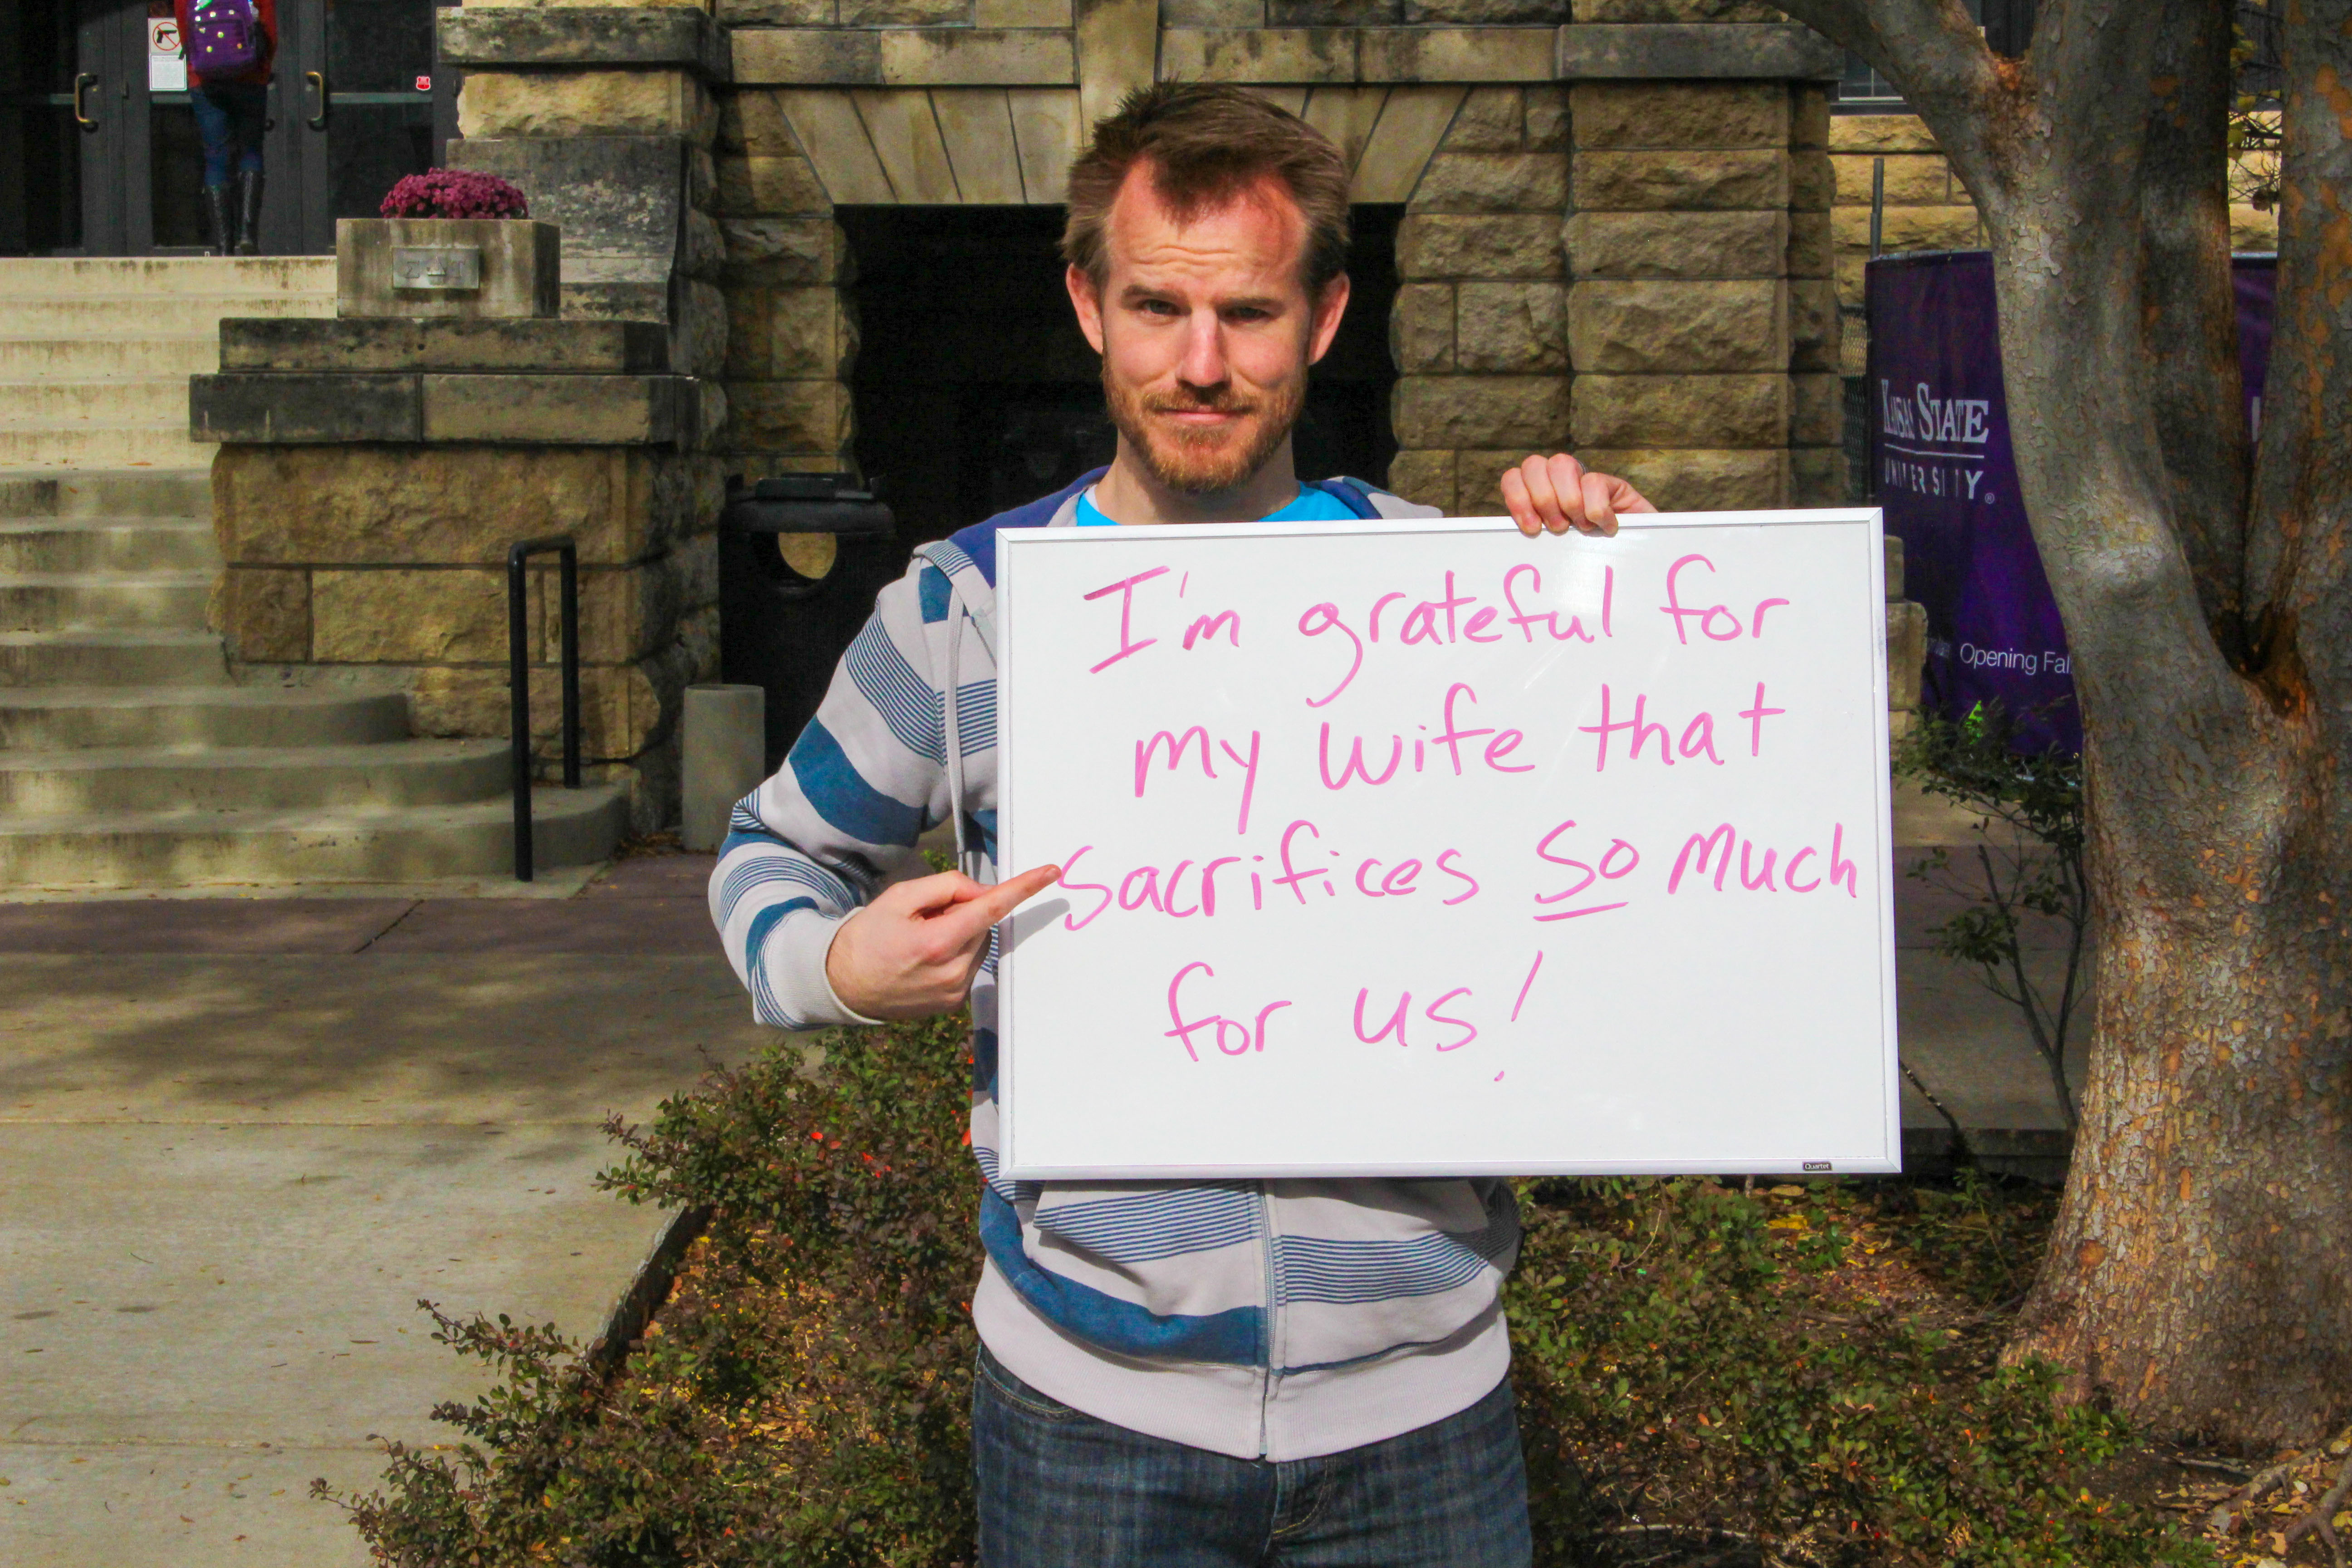 I'm grateful for
my wife that
sacrifices so much
for us!
KANSAS STATE
UNIVERSITY
Opening Fal
Quartet